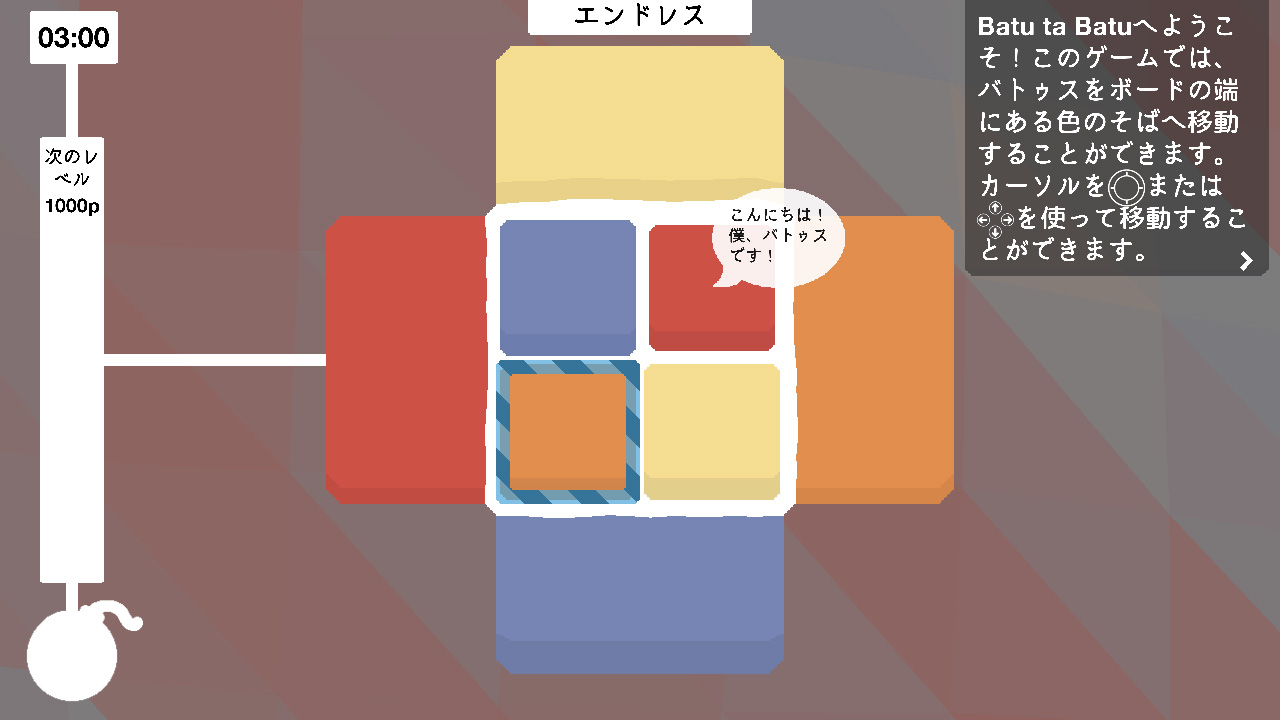 03:00
次のレ
ベル
1000p
エンドレス
こんにちは！
僕、バトゥス
です！
Batu ta Batuへようこ
そ！このゲームでは、
バトゥスをボードの端
にある色のそばへ移動
することができます。
カーソルをまたは
を使って移動するこ
とができます。